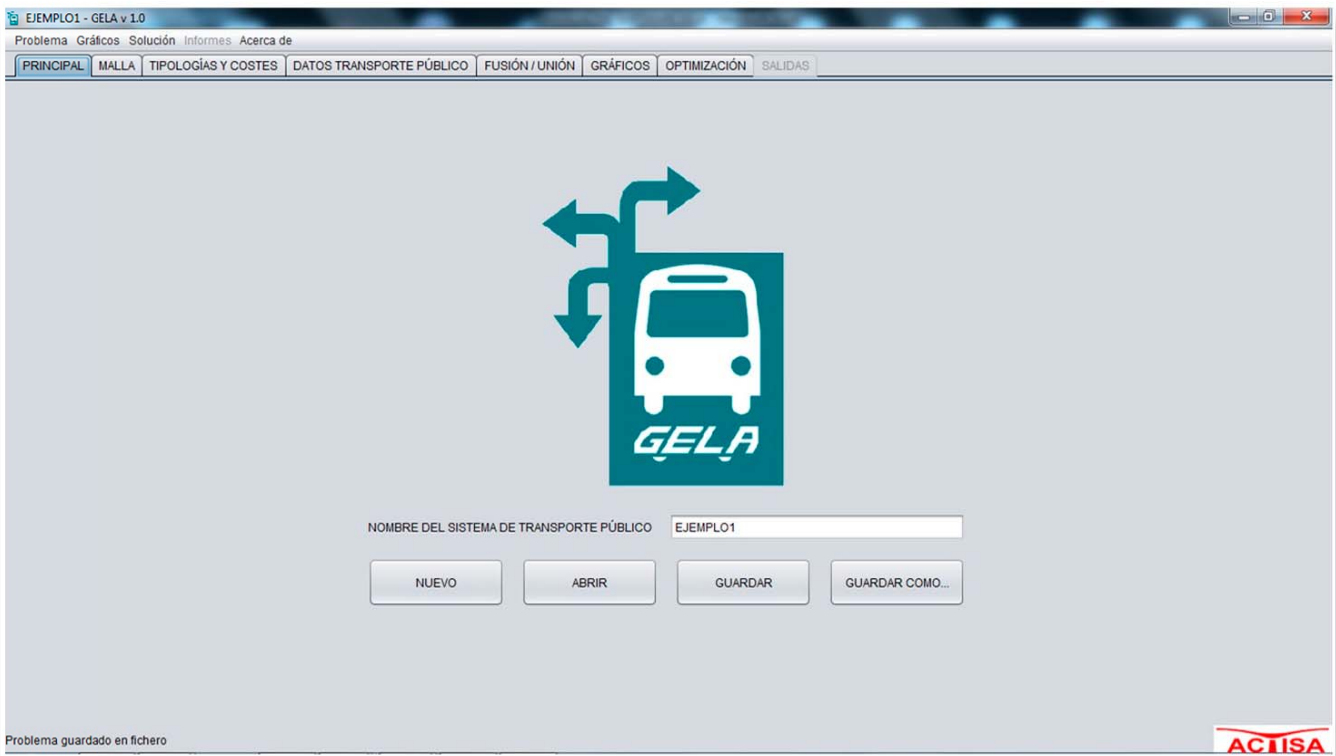 EJEMPLO1 - GELA v 1.0
Problema Gráficos Solución Informes Acerca de
PRINCIPAL MALLA TIPOLOGÍAS Y COSTES DATOS TRANSPORTE PÚBLICO FUSIÓN / UNIÓN GRÁFICOS OPTIMIZACIÓN SALIDAS
GELA
NOMBRE DEL SISTEMA DE TRANSPORTE PÚBLICO EJEMPLO1
NUEVO ABRIR GUARDAR GUARDAR COMO...
Problema guardado en fichero
ACTISA